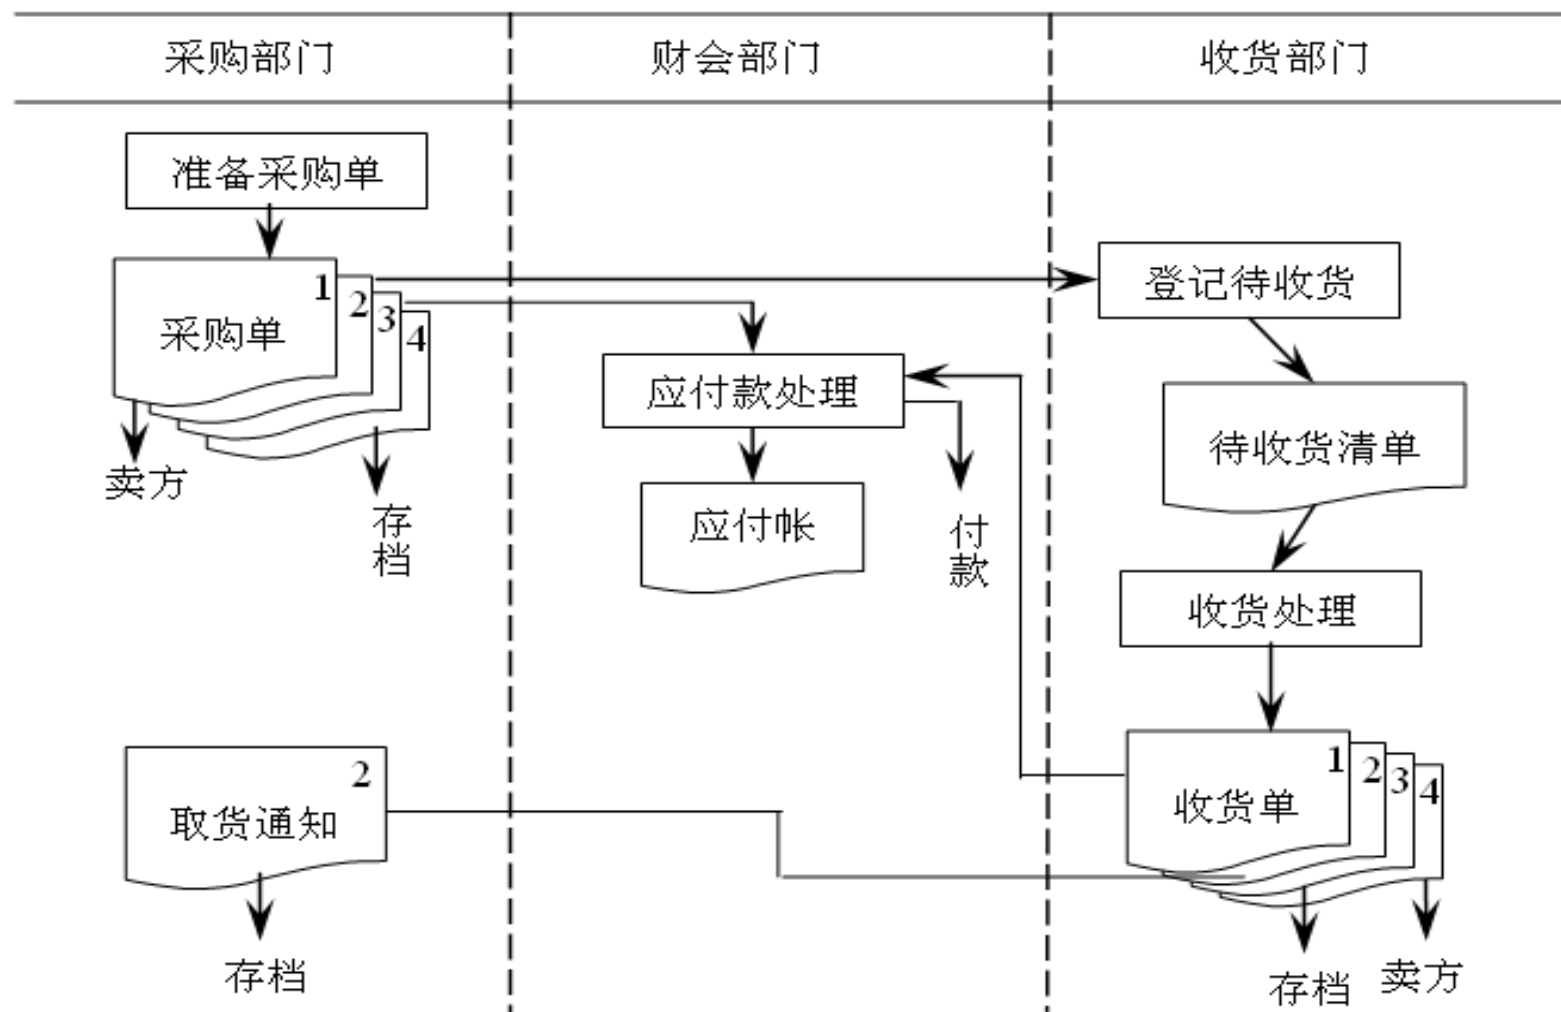 采购部门
财会部门
收货部门
准备采购单
登记待收货
采购单
1
2
3
4
应付款处理
待收货清单
卖方
存档
应付帐
付款
收货处理
取货通知
2
收货单
1
2
3
4
存档
存档
卖方